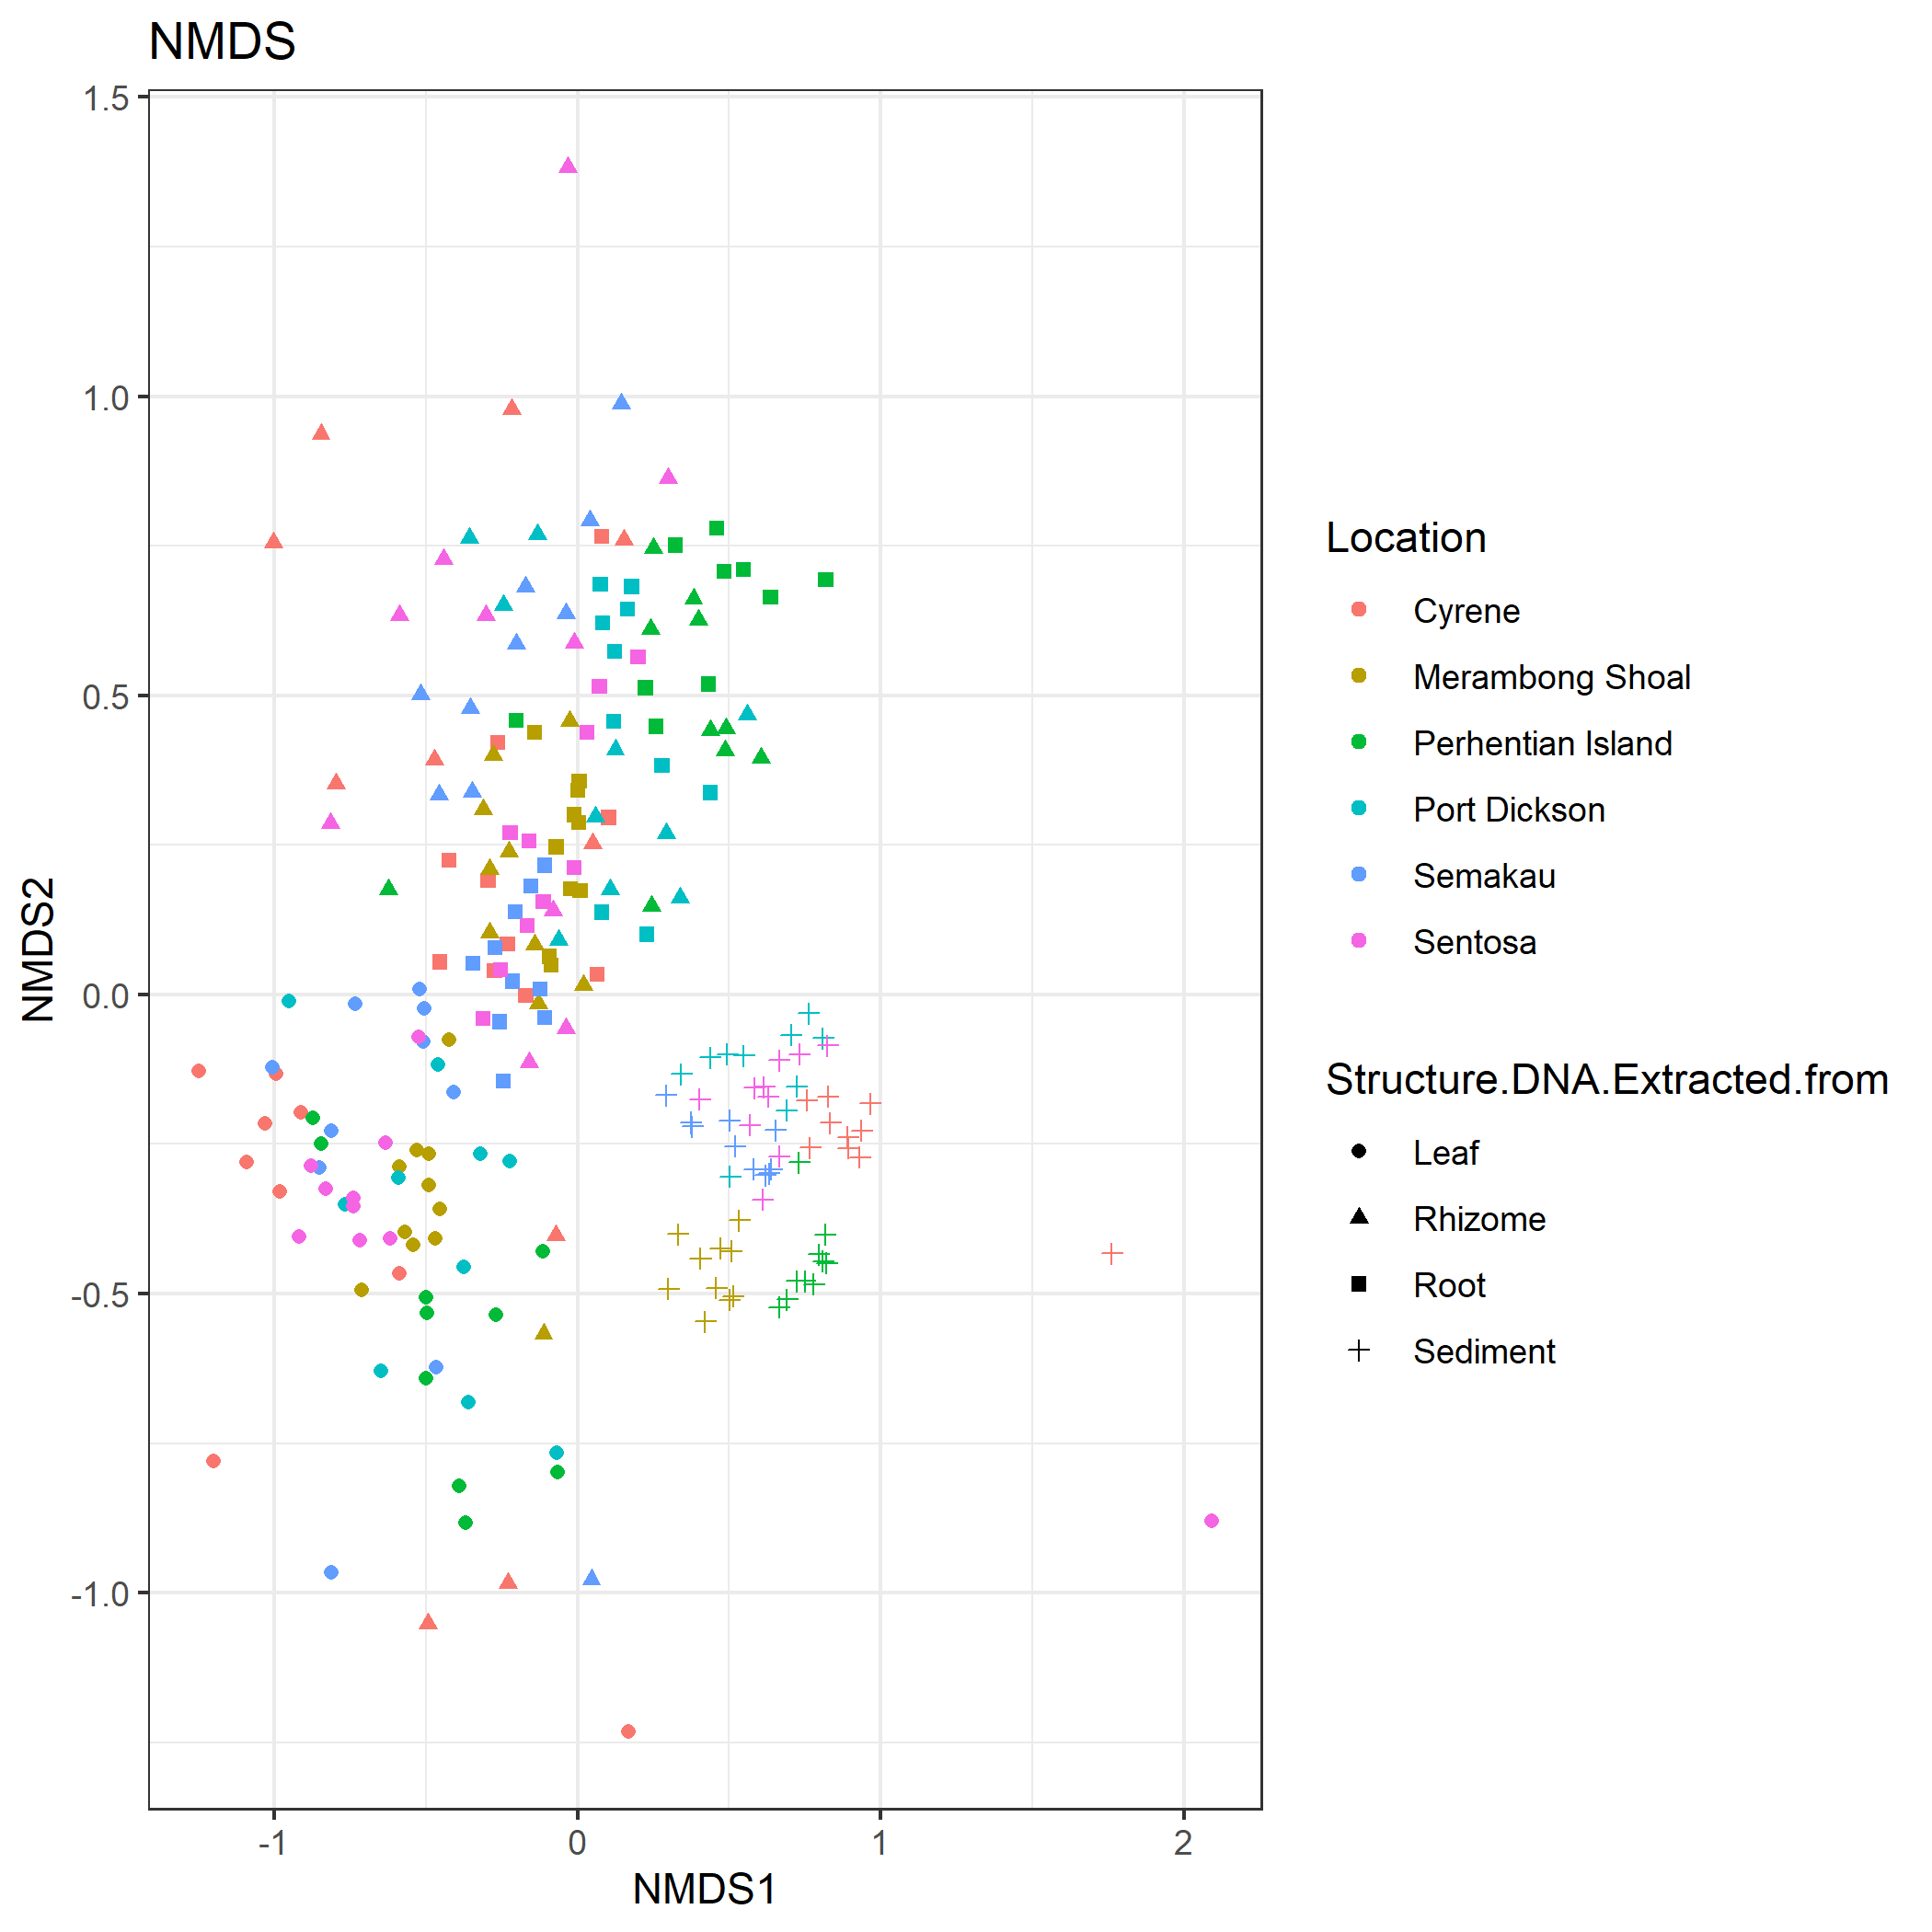 NMDS
1.5
1.0
0.5
0.0
-0.5
-1.0
NMDS2
-1
0
1
2
NMDS1
Location
Cyrene
Merambong Shoal
Perhentian Island
Port Dickson
Semakau
Sentosa
Structure.DNA.Extracted.from
Leaf
Rhizome
Root
Sediment